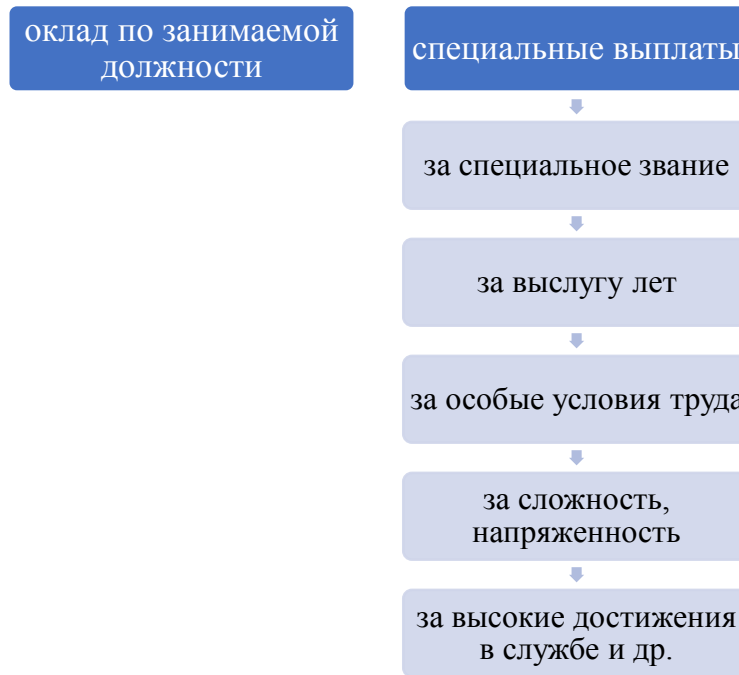 оклад по занимаемой
должности
специальные выплаты
за специальное звание
за выслугу лет
за особые условия труда
за сложность,
напряженность
за высокие достижения
в службе и др.